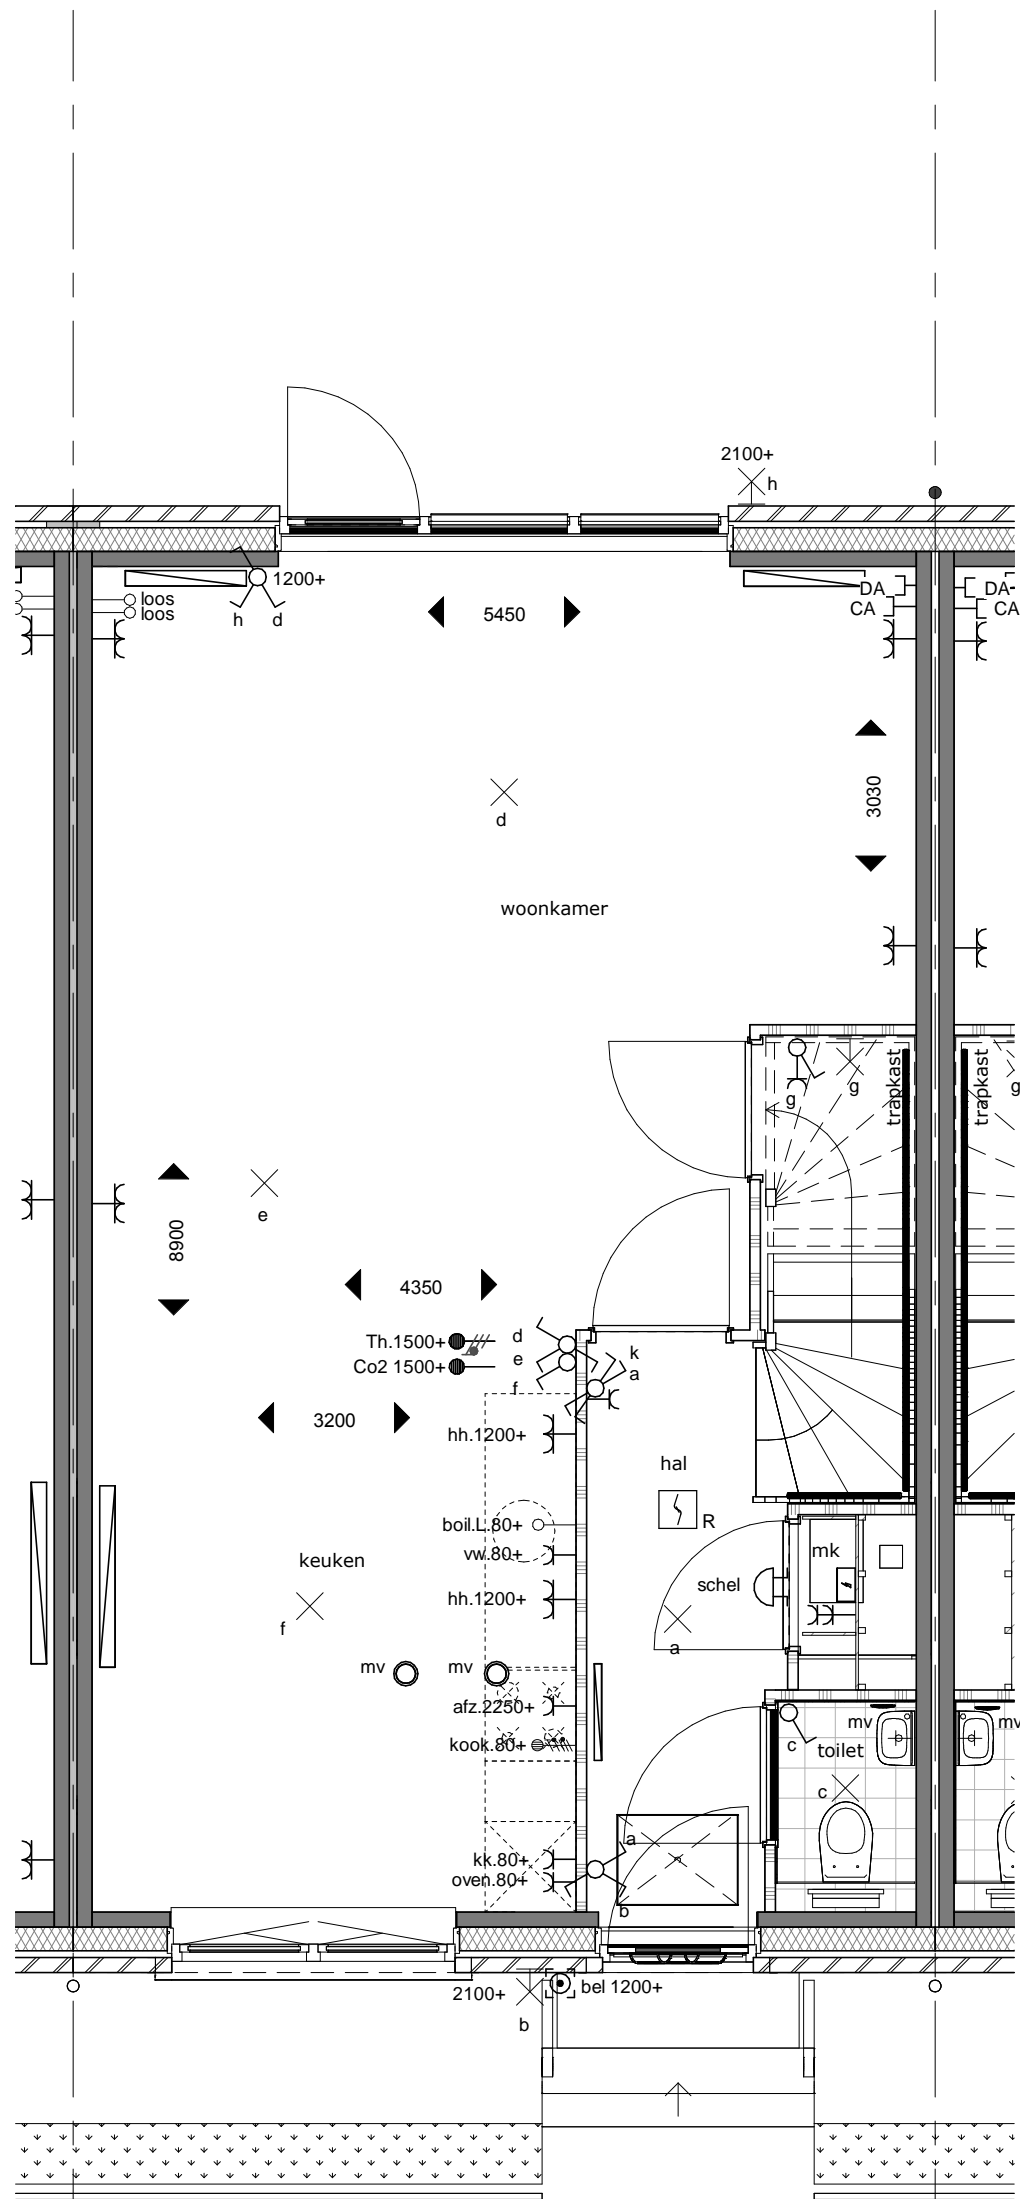 2100+
h
1200+
h d
loos
loos
5450
DA
CA
DA
CA
3030
d
woonkamer
g
g
trapkast
trapkast
g
e
8900
4350
Th.1500+
Co2 1500+
d
e
f
k
a
3200
hh.1200+
hal
R
boil.L.80+
vw.80+
keuken
hh.1200+
f
mk
schel
a
mv
mv
afz.2250+
kook.80+
mv
mv
c
toilet
c
a
kk.80+
oven.80+
b
2100+
bel 1200+
b